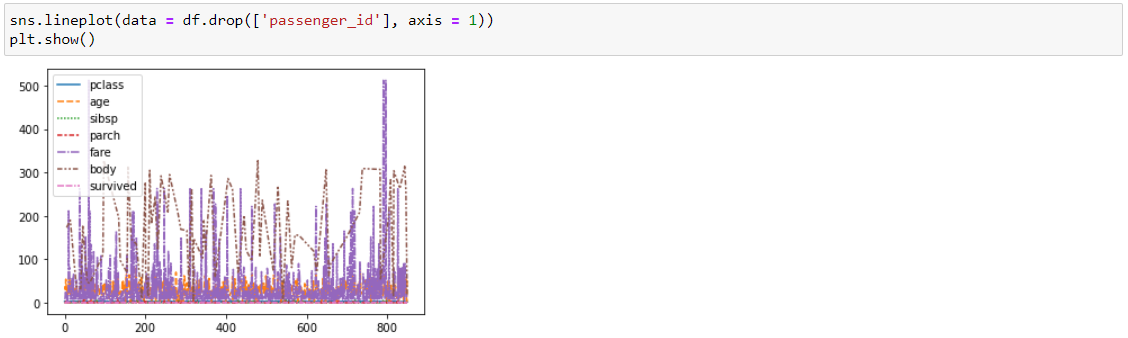 sns.lineplot(data = df.drop(['passenger_id'], axis = 1))
plt.show()
500
400
300
200
100
0
pclass
age
sibsp
parch
fare
body
survived
0 200 400 600 800